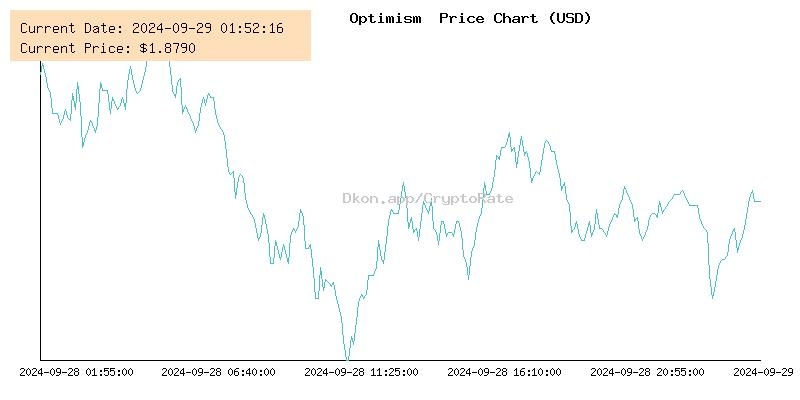 Optimism Price Chart (USD)
Current Date: 2024-09-29 01:52:16
Current Price: $1.8790
Dkon.app/CryptoRate
2024-09-28 01:55:00 2024-09-28 06:40:00 2024-09-28 11:25:00 2024-09-28 16:10:00 2024-09-28 20:55:00 2024-09-29